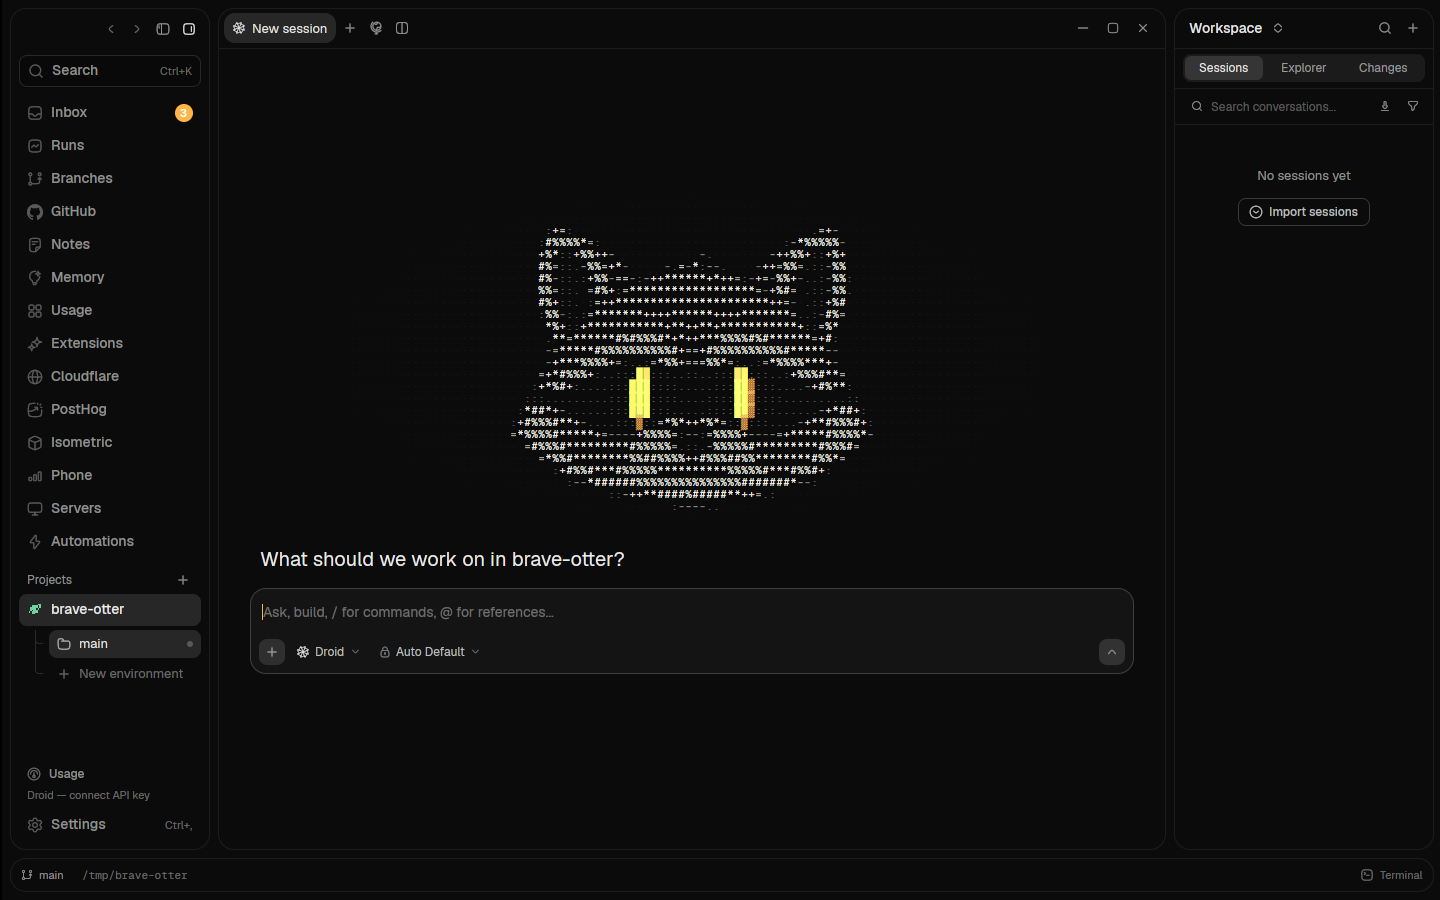 New session
Search Ctrl+K
Inbox 3
Runs
Branches
GitHub
Notes
Memory
Usage
Extensions
Cloudflare
PostHog
Isometric
Phone
Servers
Automations
Projects
brave-otter
main
New environment
Usage
Droid — connect API key
Settings Ctrl+,
What should we work on in brave-otter?
Ask, build, / for commands, @ for references...
Droid Auto Default
Workspace
Sessions Explorer Changes
Search conversations...
No sessions yet
Import sessions
main /tmp/brave-otter
Terminal